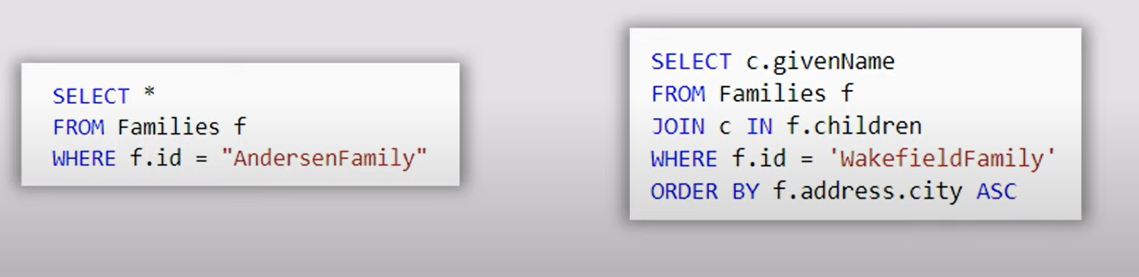 SELECT *
FROM Families f
WHERE f.id = "AndersenFamily"
SELECT c.givenName
FROM Families f
JOIN c IN f.children
WHERE f.id = 'WakefieldFamily'
ORDER BY f.address.city ASC